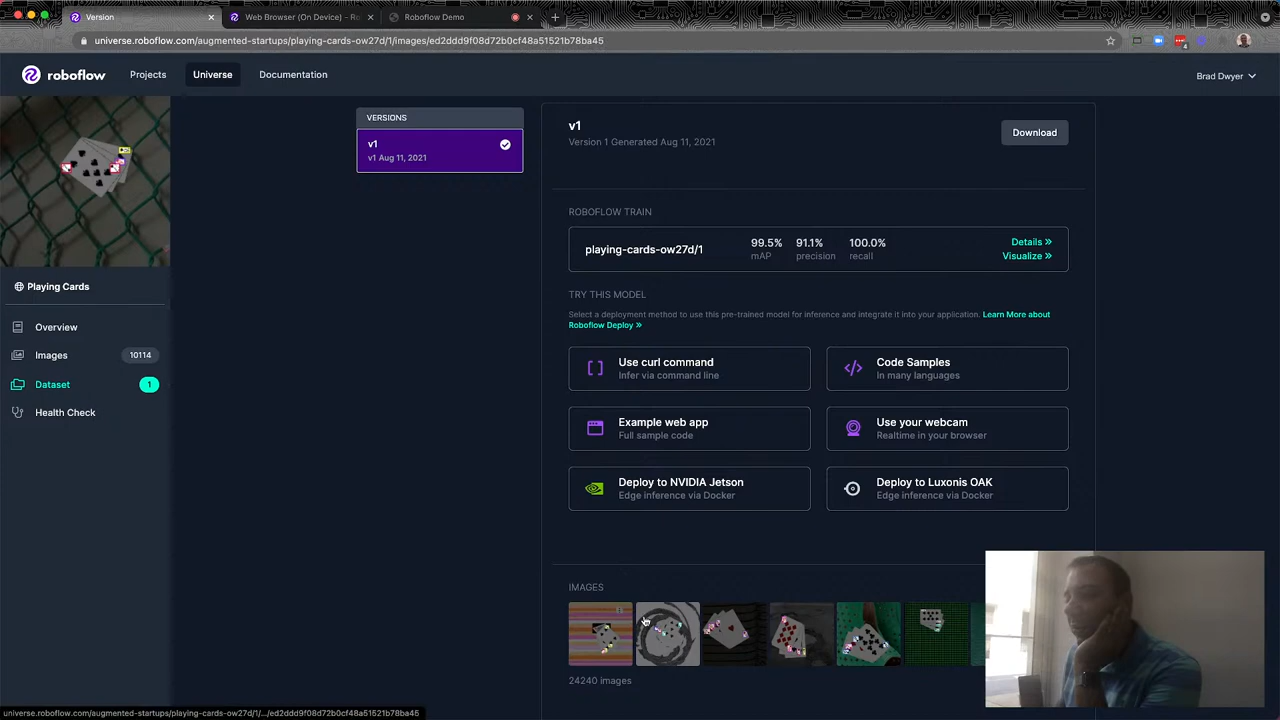 Version
Web Browser (On Device) - Ro
Roboflow Demo
universe.roboflow.com/augmented-startups/playing-cards-ow27d/1/images/ed2ddd9f08d72b0cf48a9151527b78ba45
4
roboflow
Projects
Universe
Documentation
Brad Dwyer
VERSIONS
v1
v1 Aug 11, 2021
v1
Version 1 Generated Aug 11, 2021
Download
ROBOFLOW TRAIN
playing-cards-ow27d/1
99.5%
mAP
91.1%
precision
100.0%
recall
Details »
Visualize »
TRY THIS MODEL
Select a deployment method to use this pre-trained model for inference and integrate it into your application. Learn More about
Roboflow Deploy »
Use curl command
Infer via command line
Code Samples
In many languages
Example web app
Full sample code
Use your webcam
Realtime in your browser
Deploy to NVIDIA Jetson
Edge inference via Docker
Deploy to Luxonis OAK
Edge inference via Docker
Playing Cards
Overview
Images
10114
Dataset
1
Health Check
IMAGES
24240 images
universe.roboflow.com/augmented-startups/playing-cards-ow27d/1/.../ed2ddd9f08d72b0cf48a9151527b78ba45